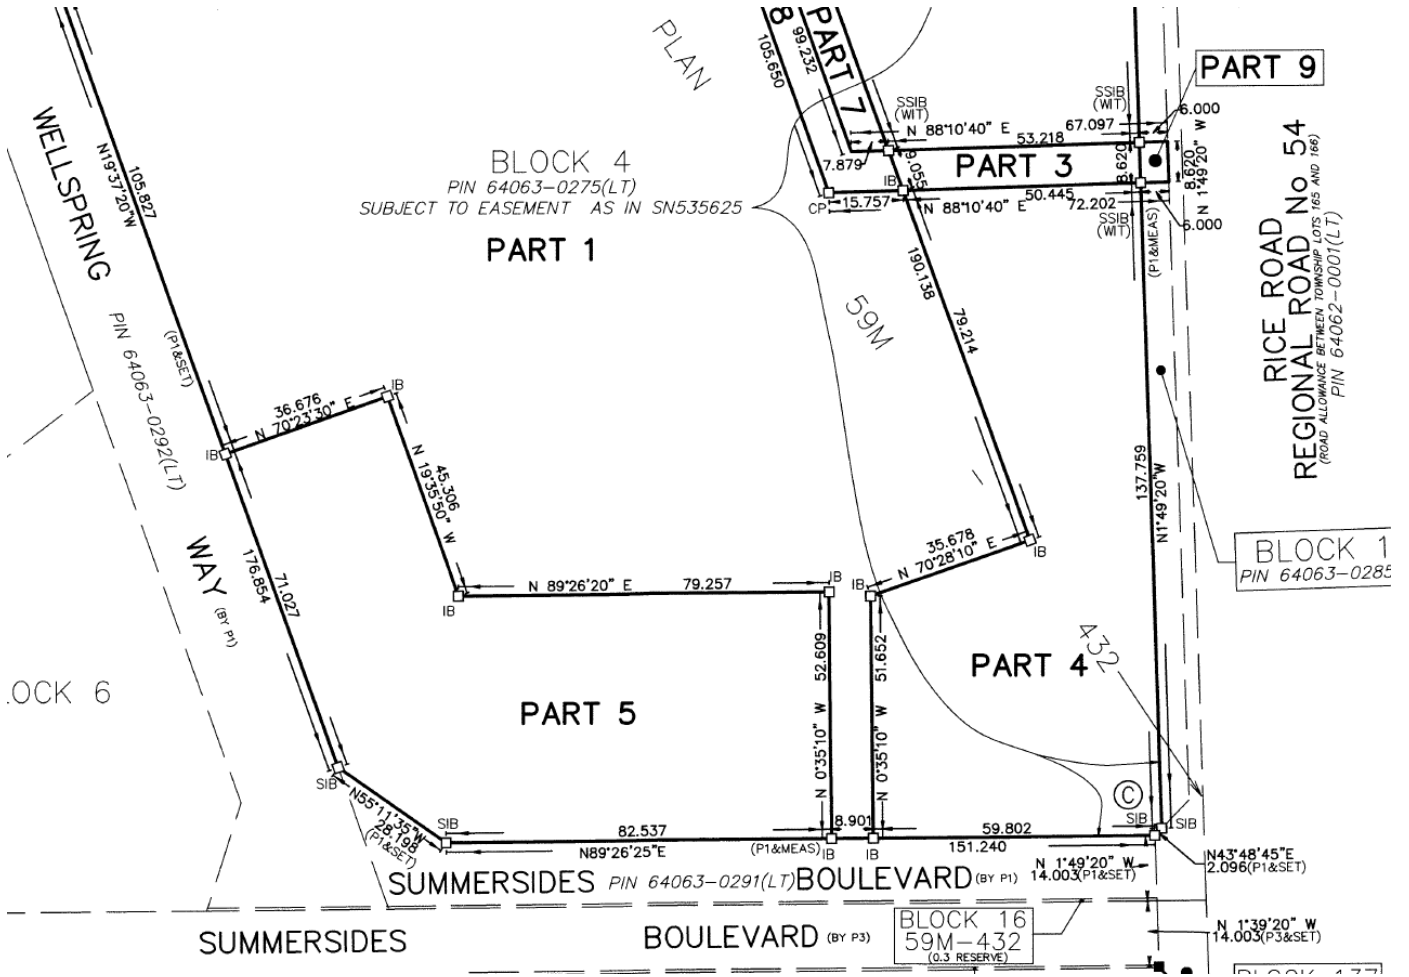 PLAN
105.650
8
99.232
PART 7
PART 9
SSIB
(WIT)
SSIB
(WIT)
6.000
67.097
N 88°10'40" E
53.218
7.879
9.055
PART 3
8.620
8.620
N 1°49'20" W
IB
CP
15.757
N 88°10'40" E
50.445
72.202
SSIB
(WIT)
6.000
(P1&MEAS)
WELLSPRING
N19°37'20"W
105.827
BLOCK 4
PIN 64063-0275(LT)
SUBJECT TO EASEMENT AS IN SN535625
PART 1
RICE ROAD
REGIONAL ROAD No 54
(ROAD ALLOWANCE BETWEEN TOWNSHIP LOTS 165 AND 166)
PIN 64062-0001(LT)
190.138
79.214
59M
PIN 64063-0292(LT)
(P1&SET)
36.676
N 70°23'30" E
IB
IB
45.306
N 19°35'50" W
137.759
N1°49'20"W
WAY (BY P1)
176.854
71.027
35.678
N 70°28'10" E
IB
BLOCK 1
PIN 64063-0285
IB
N 89°26'20" E
79.257
IB
IB
52.609
N 0°35'10" W
51.652
N 0°35'10" W
432
PART 4
PART 5
.OCK 6
SIB
N55°11'35"W
28.198
(P1&SET)
SIB
82.537
N89°26'25"E
8.901
(P1&MEAS)
IB
IB
59.802
151.240
C
SIB
SIB
N43°48'45"E
2.096(P1&SET)
N 1°49'20" W
14.003(P1&SET)
SUMMERSIDES PIN 64063-0291(LT) BOULEVARD (BY P1)
SUMMERSIDES BOULEVARD (BY P3)
BLOCK 16
59M-432
(0.3 RESERVE)
N 1°39'20" W
14.003(P3&SET)
BLOCK 137